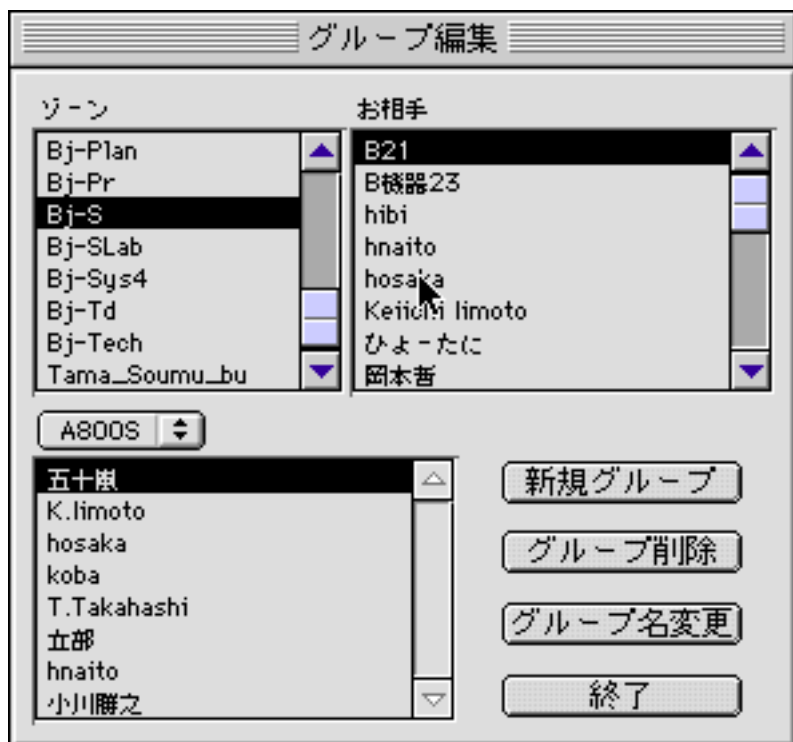 グループ編集
ゾーン
Bj-Plan
Bj-Pr
Bj-S
Bj-SLab
Bj-Sys4
Bj-Td
Bj-Tech
Tama_Soumu_bu
お相手
B21
B機器23
hibi
hnaito
hosaka
Keiichi Iimoto
ひょーたに
岡本哲
A800S
五十嵐
K.Iimoto
hosaka
koba
T.Takahashi
立部
hnaito
小川勝之
新規グループ
グループ削除
グループ名変更
終了